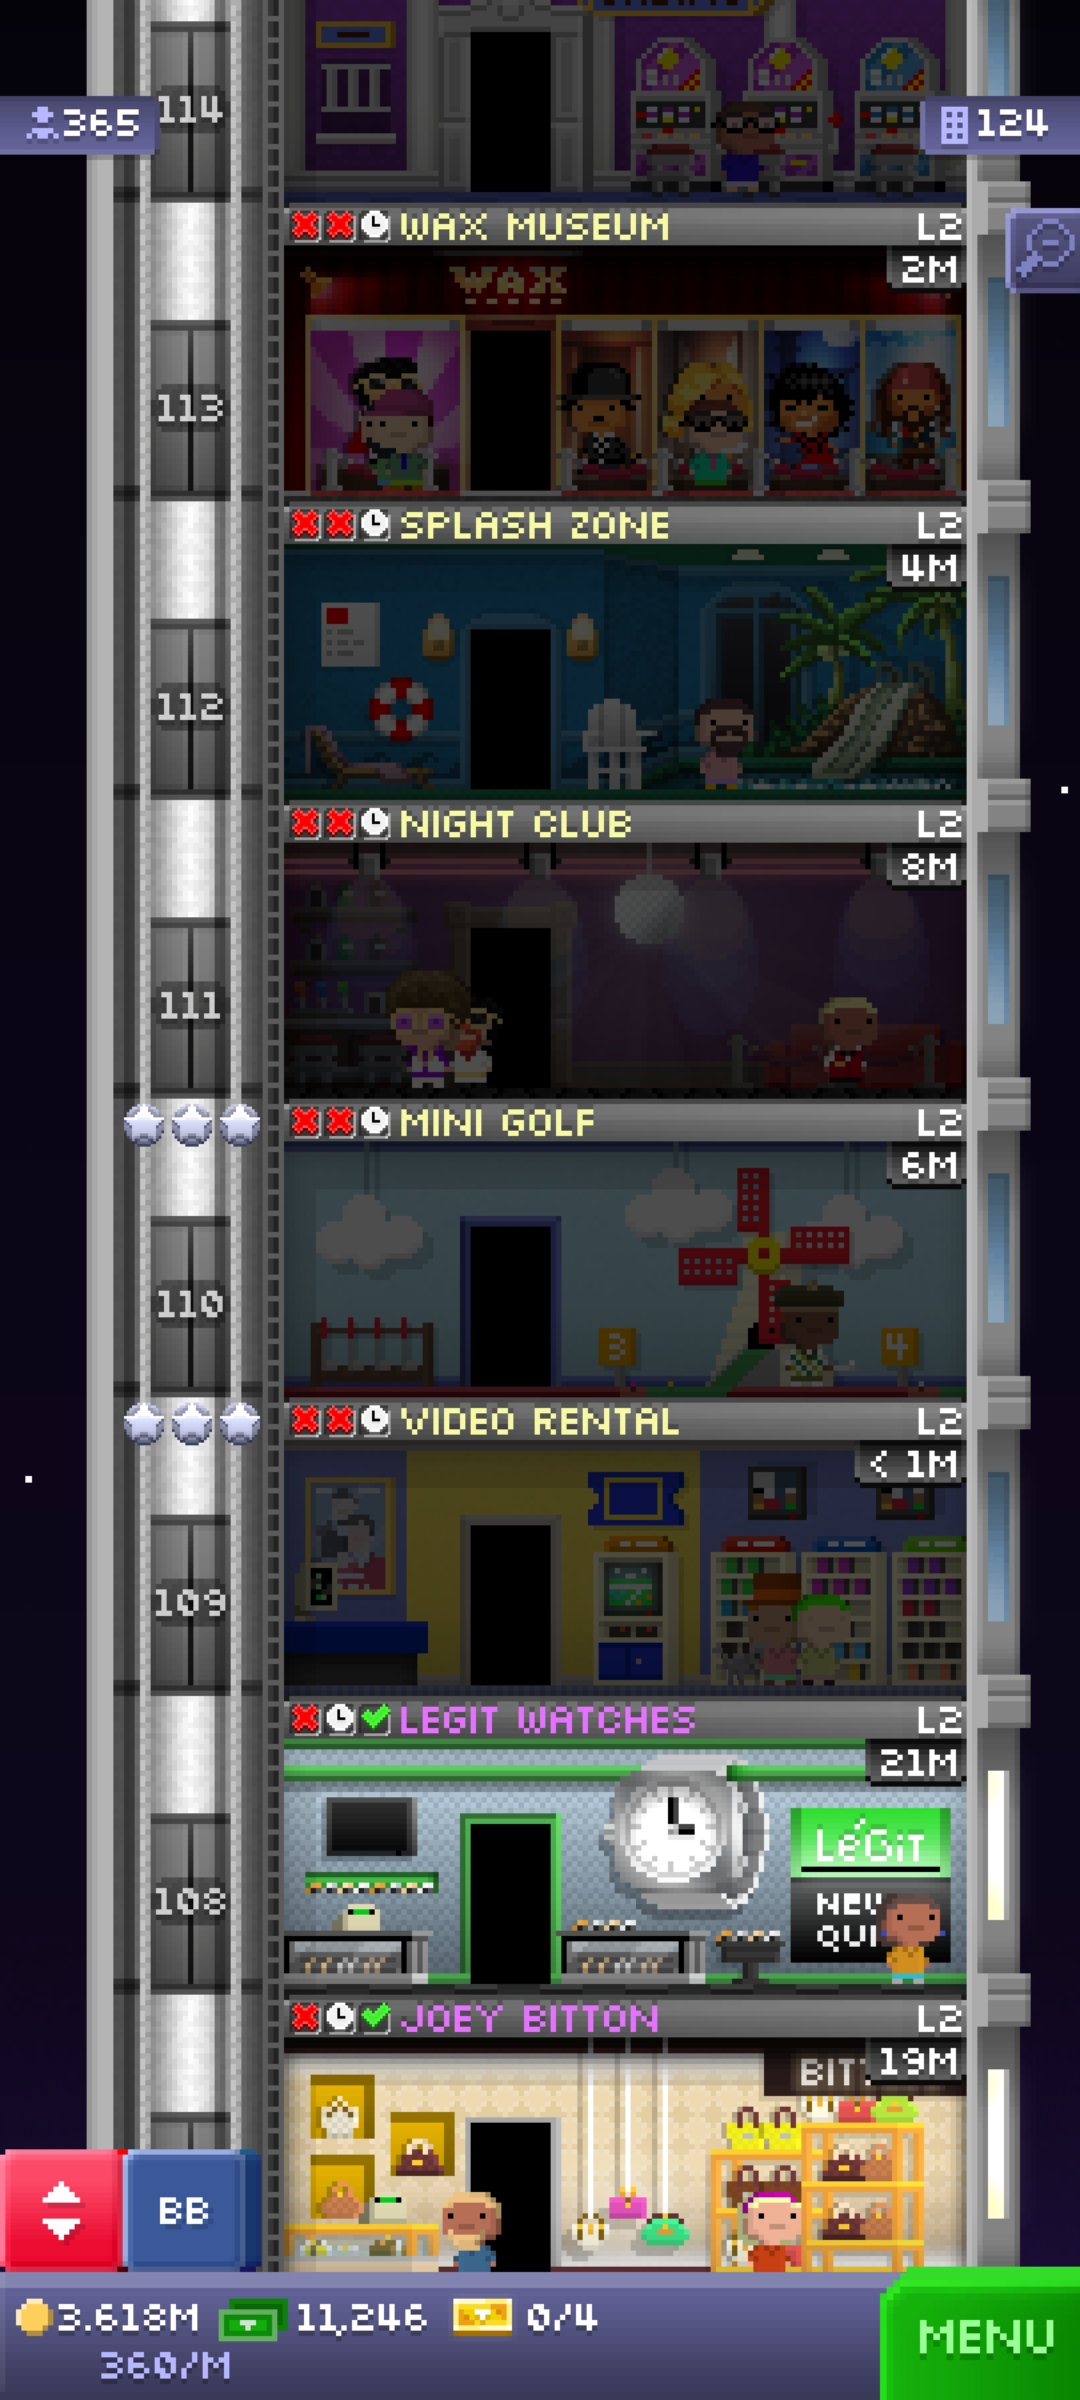 114
365
124
WAX MUSEUM L2
2M
WAX
113
SPLASH ZONE L2
4M
112
NIGHT CLUB L2
8M
111
MINI GOLF L2
6M
110
3 4
VIDEO RENTAL L2
< 1M
109
LEGIT WATCHES L2
21M
LéGiT
108
JOEY BITTON L2
19M
BB
3.618M 11,246 0/4
360/M
MENU